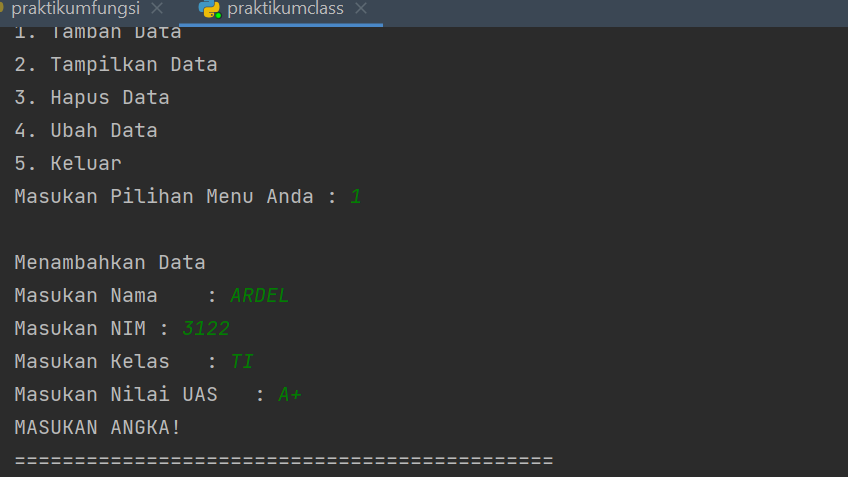 praktikumfungsi praktikumclass
1. Tambah Data
2. Tampilkan Data
3. Hapus Data
4. Ubah Data
5. Keluar
Masukan Pilihan Menu Anda : 1
Menambahkan Data
Masukan Nama : ARDEL
Masukan NIM : 3122
Masukan Kelas : TI
Masukan Nilai UAS : A+
MASUKAN ANGKA!
=============================================